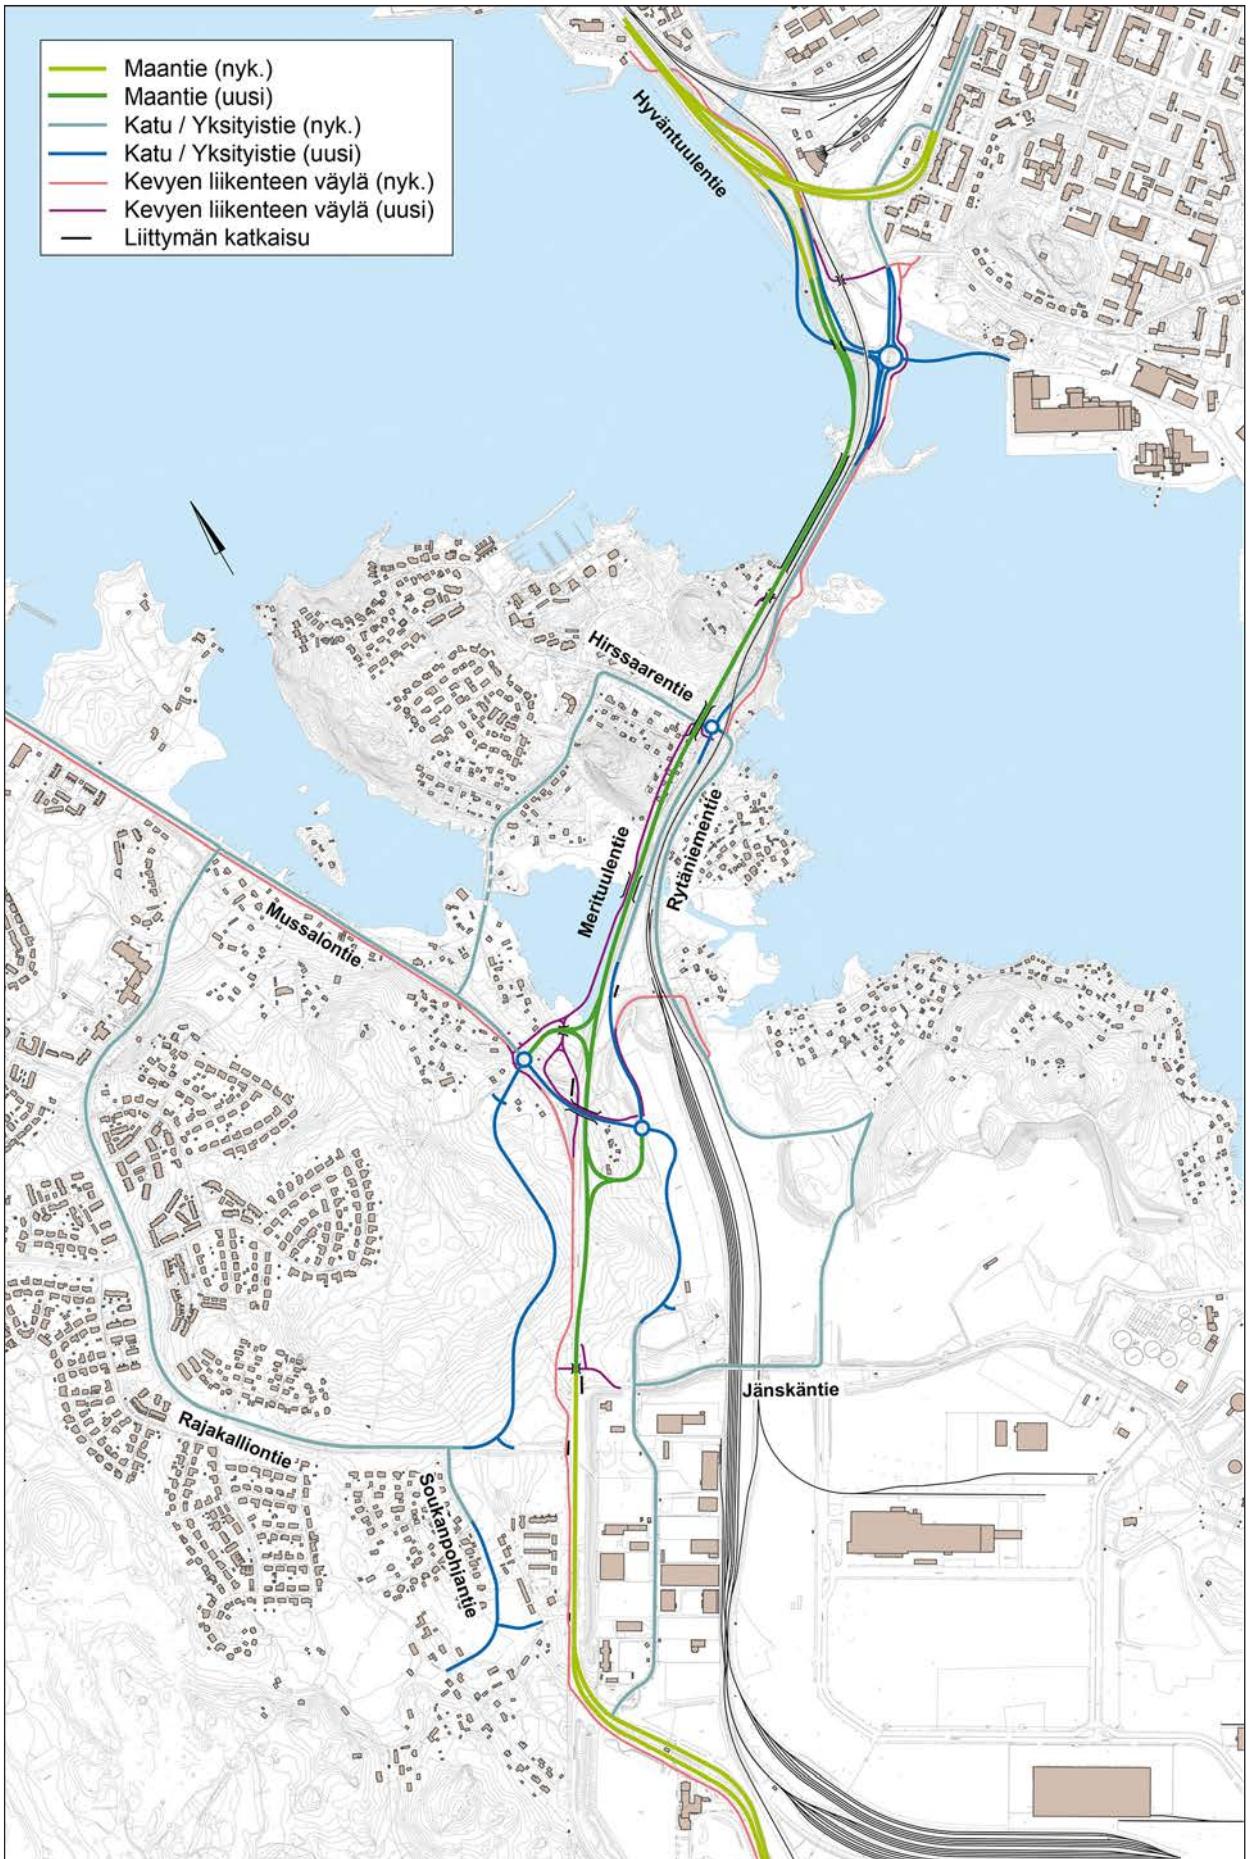 Maantie (nyk.)
Maantie (uusi)
Katu / Yksityistie (nyk.)
Katu / Yksityistie (uusi)
Kevyen liikenteen väylä (nyk.)
Kevyen liikenteen väylä (uusi)
Liittymän katkaisu
Hyväntuulentie
Hirssaarentie
Merituulentie
Rytäniementie
Mussalontie
Jänskäntie
Rajakalliontie
Soukanpohjantie